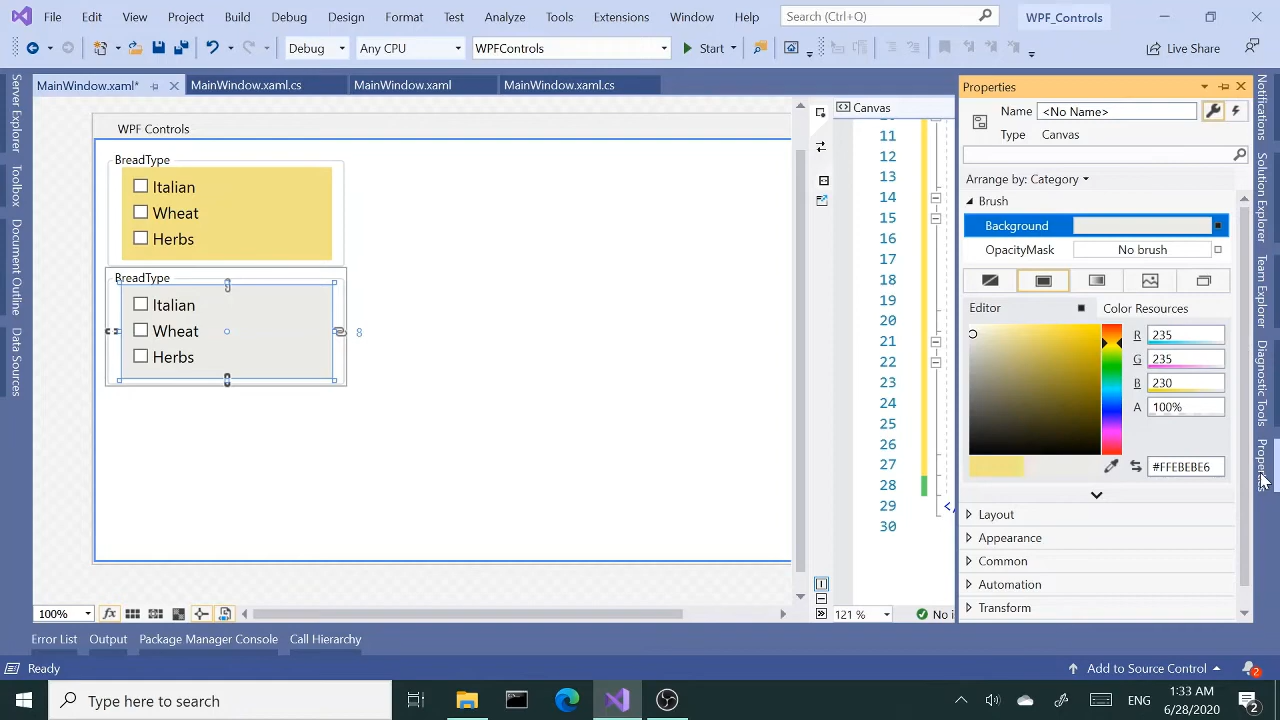 File Edit View Git Project Build Debug Design Format Test Analyze Tools Extensions Window Help Search (Ctrl+Q) WPF_Controls
Debug Any CPU WPFControls Start Live Share
MainWindow.xaml* MainWindow.xaml.cs MainWindow.xaml MainWindow.xaml.cs
Server Explorer
Toolbox
Document Outline
Data Sources
WPF Controls
BreadType
Italian
Wheat
Herbs
BreadType
Italian
Wheat
Herbs
8
100%
fx
Canvas
11
12
13
14
15
16
17
18
19
20
21
22
23
24
25
26
27
28
29 </
30
121 % No i
Properties
Name <No Name>
Type Canvas
Arrange by: Category
Brush
Background
OpacityMask No brush
Editor Color Resources
R 235
G 235
B 230
A 100%
#FFEBEBE6
Layout
Appearance
Common
Automation
Transform
Notifications
Solution Explorer
Team Explorer
Diagnostic Tools
Properties
Error List Output Package Manager Console Call Hierarchy
Ready Add to Source Control 2
Type here to search ENG 1:33 AM
6/28/2020 2